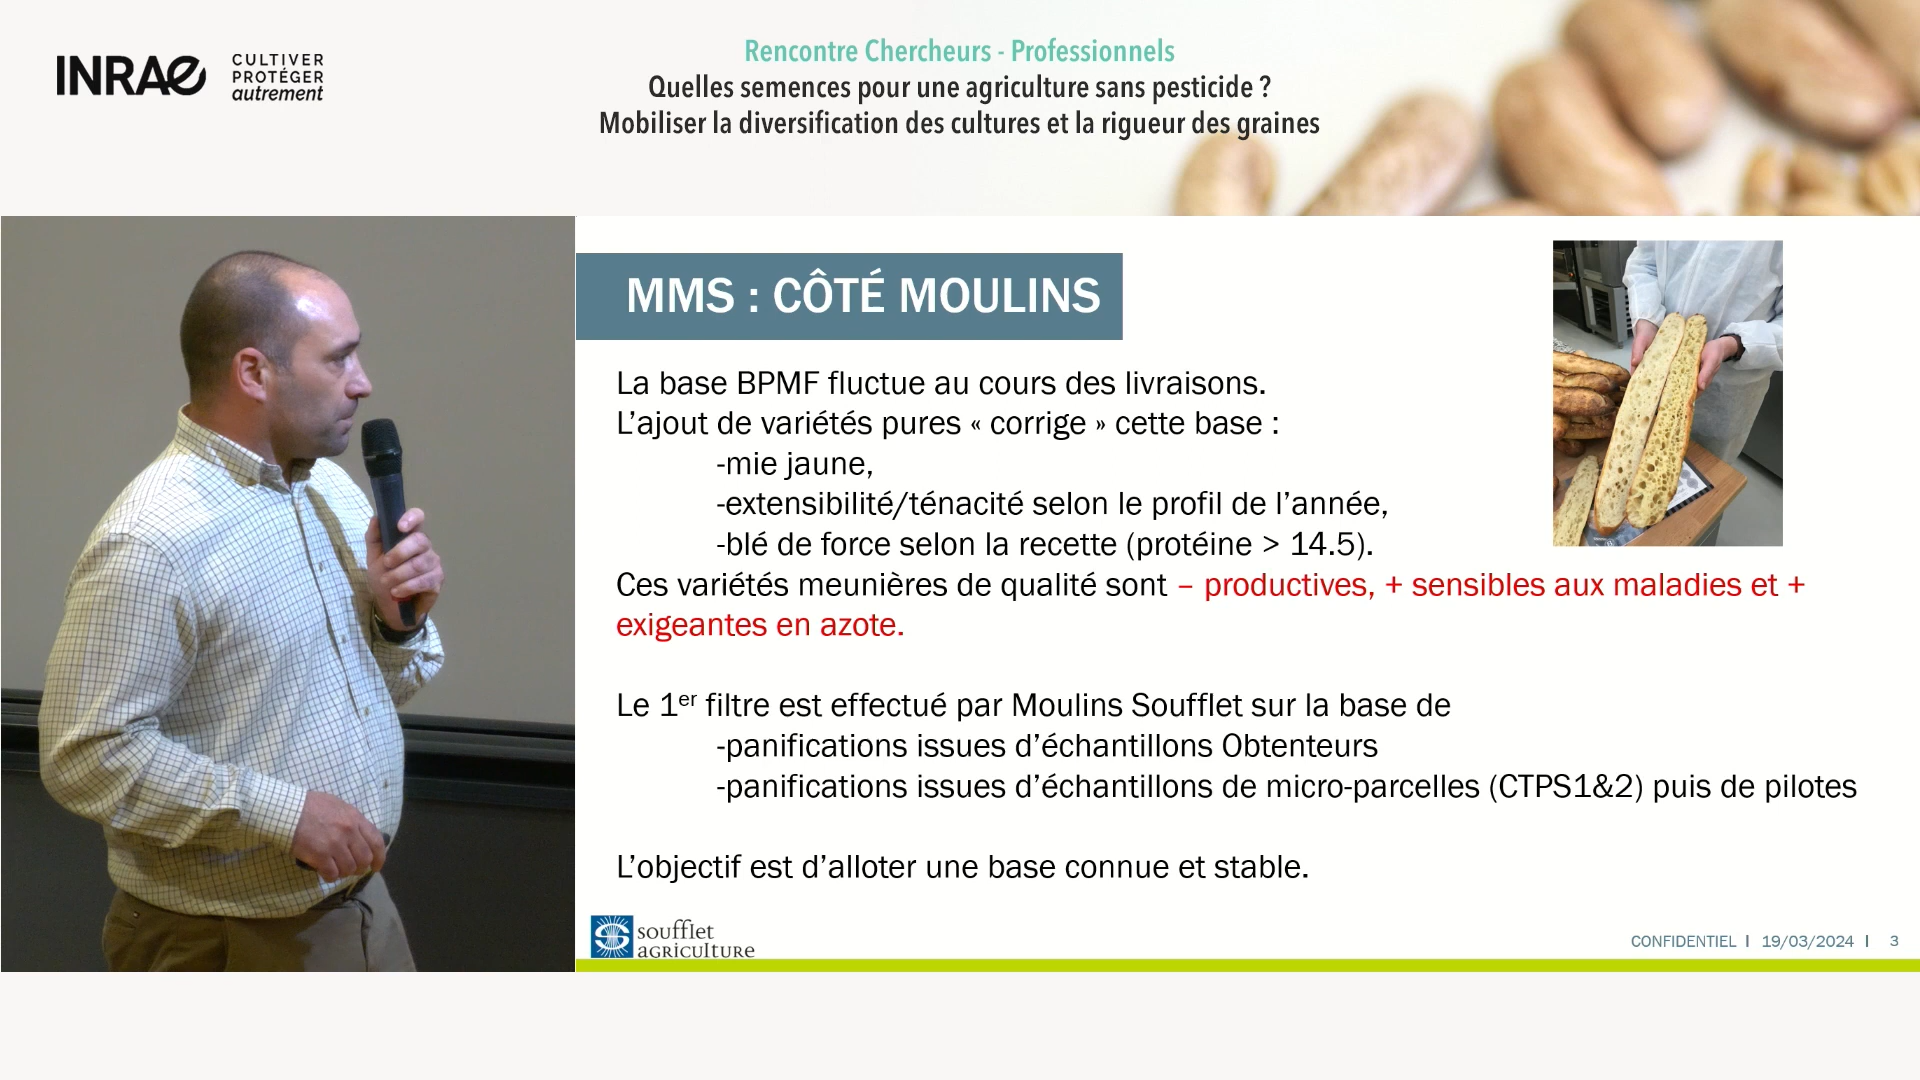 INRAE
CULTIVER
PROTÉGER
autrement
Rencontre Chercheurs - Professionnels
Quelles semences pour une agriculture sans pesticide ?
Mobiliser la diversification des cultures et la rigueur des graines
MMS : CÔTÉ MOULINS
La base BPMF fluctue au cours des livraisons.
L’ajout de variétés pures « corrige » cette base :
-mie jaune,
-extensibilité/ténacité selon le profil de l’année,
-blé de force selon la recette (protéine > 14.5).
Ces variétés meunières de qualité sont – productives, + sensibles aux maladies et +
exigeantes en azote.
Le 1er filtre est effectué par Moulins Soufflet sur la base de
-panifications issues d’échantillons Obtenteurs
-panifications issues d’échantillons de micro-parcelles (CTPS1&2) puis de pilotes
L’objectif est d’alloter une base connue et stable.
soufflet
agriculture
CONFIDENTIEL I 19/03/2024 I 3